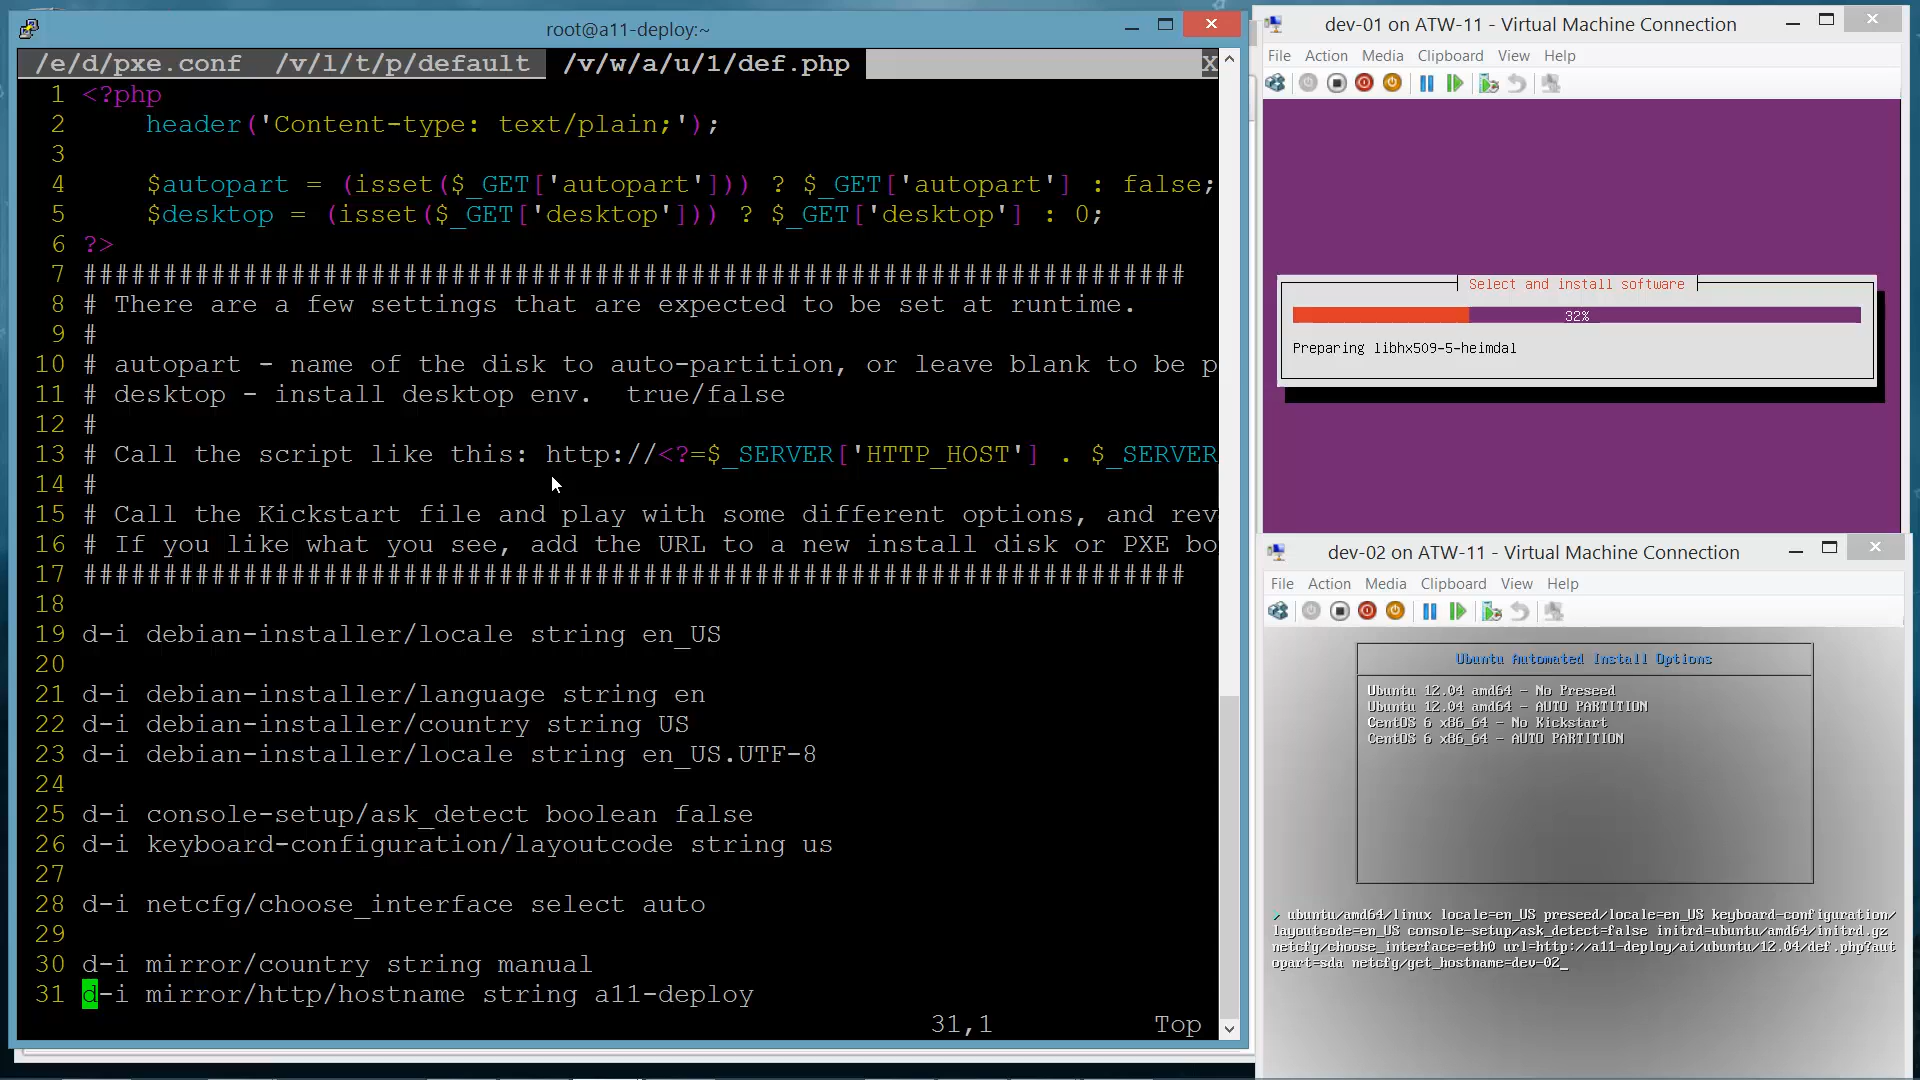 root@a11-deploy:~
/e/d/pxe.conf /v/l/t/p/default /v/w/a/u/1/def.php X
1 <?php
2 header('Content-type: text/plain;');
3
4 $autopart = (isset($_GET['autopart'])) ? $_GET['autopart'] : false;
5 $desktop = (isset($_GET['desktop'])) ? $_GET['desktop'] : 0;
6 ?>
7 #####################################################################
8 # There are a few settings that are expected to be set at runtime.
9 #
10 # autopart - name of the disk to auto-partition, or leave blank to be p
11 # desktop - install desktop env.  true/false
12 #
13 # Call the script like this: http://<?=$_SERVER['HTTP_HOST'] . $_SERVER
14 #
15 # Call the Kickstart file and play with some different options, and rev
16 # If you like what you see, add the URL to a new install disk or PXE bo
17 #####################################################################
18
19 d-i debian-installer/locale string en_US
20
21 d-i debian-installer/language string en
22 d-i debian-installer/country string US
23 d-i debian-installer/locale string en_US.UTF-8
24
25 d-i console-setup/ask_detect boolean false
26 d-i keyboard-configuration/layoutcode string us
27
28 d-i netcfg/choose_interface select auto
29
30 d-i mirror/country string manual
31 d-i mirror/http/hostname string a11-deploy
31,1 Top
dev-01 on ATW-11 - Virtual Machine Connection
File Action Media Clipboard View Help
Select and install software
32%
Preparing libhx509-5-heimdal
dev-02 on ATW-11 - Virtual Machine Connection
File Action Media Clipboard View Help
Ubuntu Automated Install Options
Ubuntu 12.04 amd64 - No Preseed
Ubuntu 12.04 amd64 - AUTO PARTITION
CentOS 6 x86_64 - No Kickstart
CentOS 6 x86_64 - AUTO PARTITION
> ubuntu/amd64/linux locale=en_US preseed/locale=en_US keyboard-configuration/
layoutcode=en_US console-setup/ask_detect=false initrd=ubuntu/amd64/initrd.gz
netcfg/choose_interface=eth0 url=http://a11-deploy/ai/ubuntu/12.04/def.php?aut
opart=sda netcfg/get_hostname=dev-02_